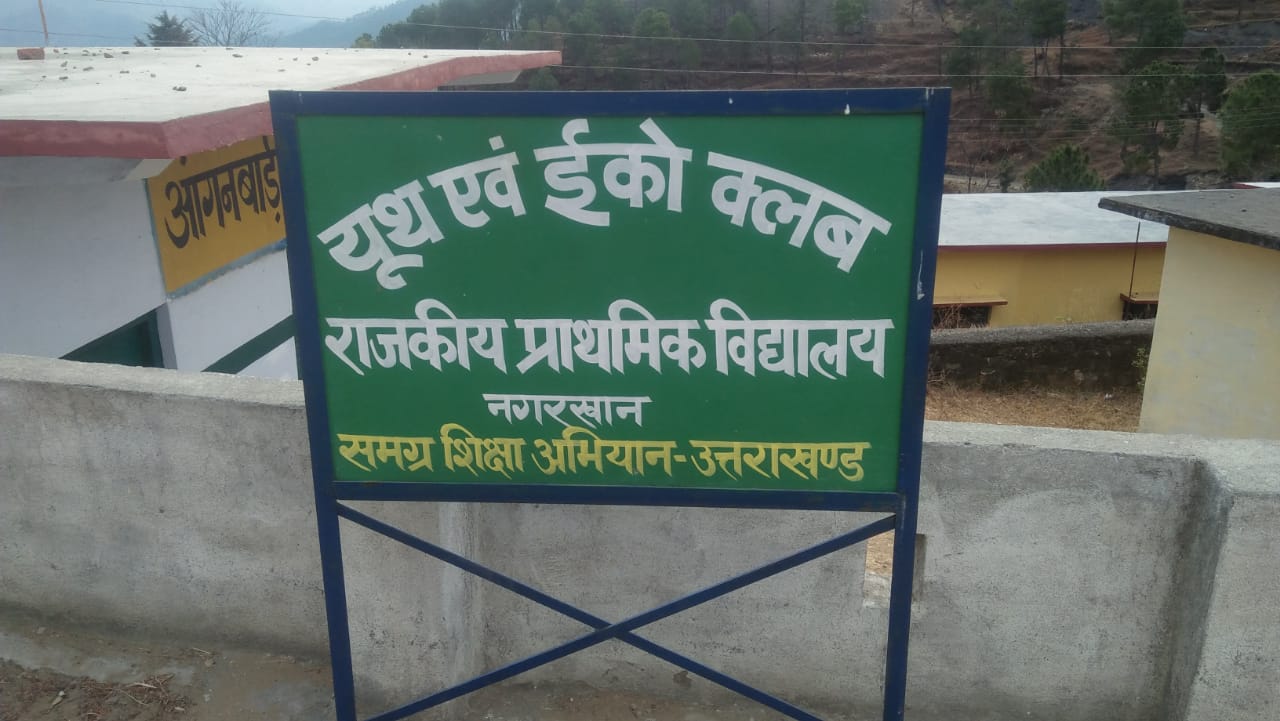 आंगनबाड़ी
यूथ एवं ईको क्लब
राजकीय प्राथमिक विद्यालय
नगरखान
समग्र शिक्षा अभियान-उत्तराखण्ड